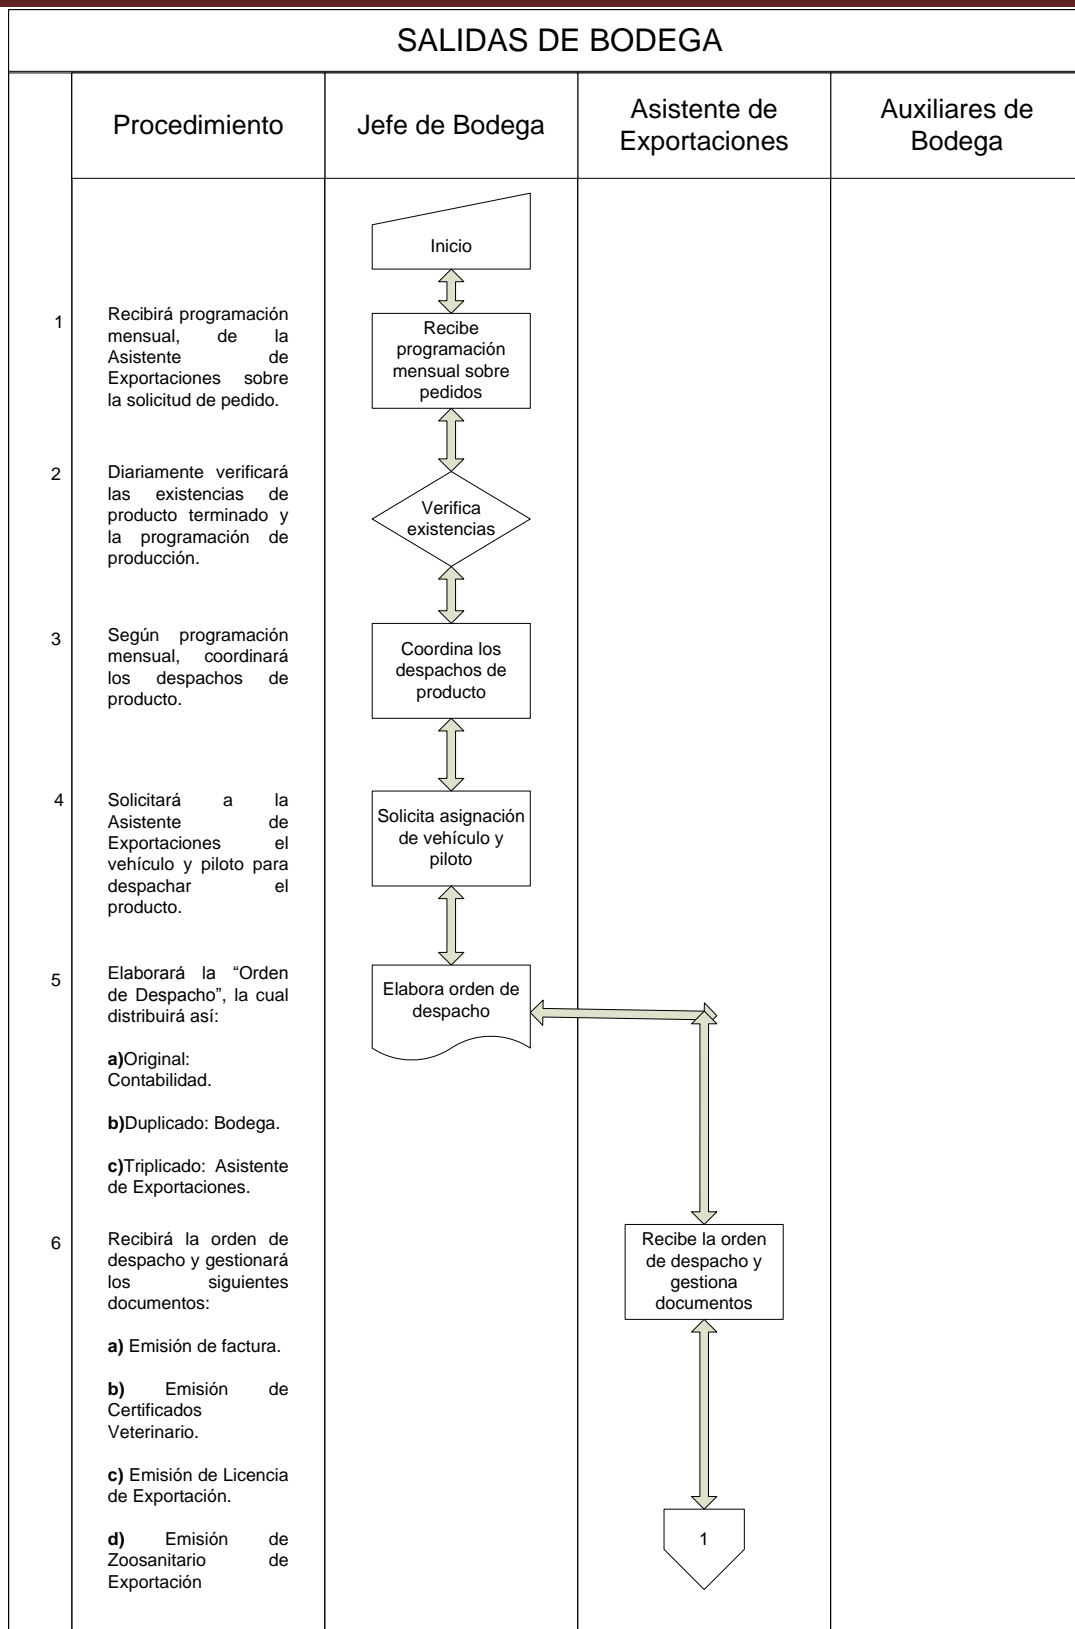 SALIDAS DE BODEGA
Procedimiento
Jefe de Bodega
Asistente de
Exportaciones
Auxiliares de
Bodega
Inicio
1
Recibirá programación
mensual, de la
Asistente de
Exportaciones sobre
la solicitud de pedido.
Recibe
programación
mensual sobre
pedidos
2
Diariamente verificará
las existencias de
producto terminado y
la programación de
producción.
Verifica
existencias
3
Según programación
mensual, coordinará
los despachos de
producto.
Coordina los
despachos de
producto
4
Solicitará a la
Asistente de
Exportaciones el
vehículo y piloto para
despachar el
producto.
Solicita asignación
de vehículo y
piloto
5
Elaborará la “Orden
de Despacho”, la cual
distribuirá así:
a)Original:
Contabilidad.
b)Duplicado: Bodega.
c)Triplicado: Asistente
de Exportaciones.
Elabora orden de
despacho
6
Recibirá la orden de
despacho y gestionará
los siguientes
documentos:
a) Emisión de factura.
b) Emisión de
Certificados
Veterinario.
c) Emisión de Licencia
de Exportación.
d) Emisión de
Zoosanitario de
Exportación
Recibe la orden
de despacho y
gestiona
documentos
1